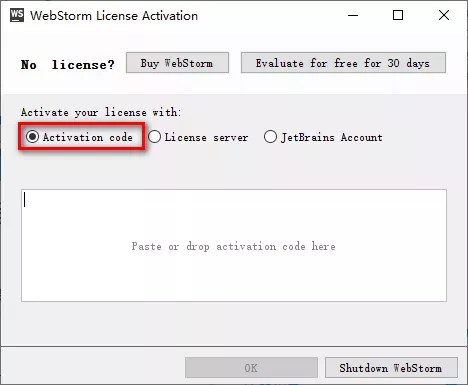 WS WebStorm License Activation
No license? Buy WebStorm Evaluate for free for 30 days
Activate your license with:
Activation code License server JetBrains Account
Paste or drop activation code here
OK Shutdown WebStorm